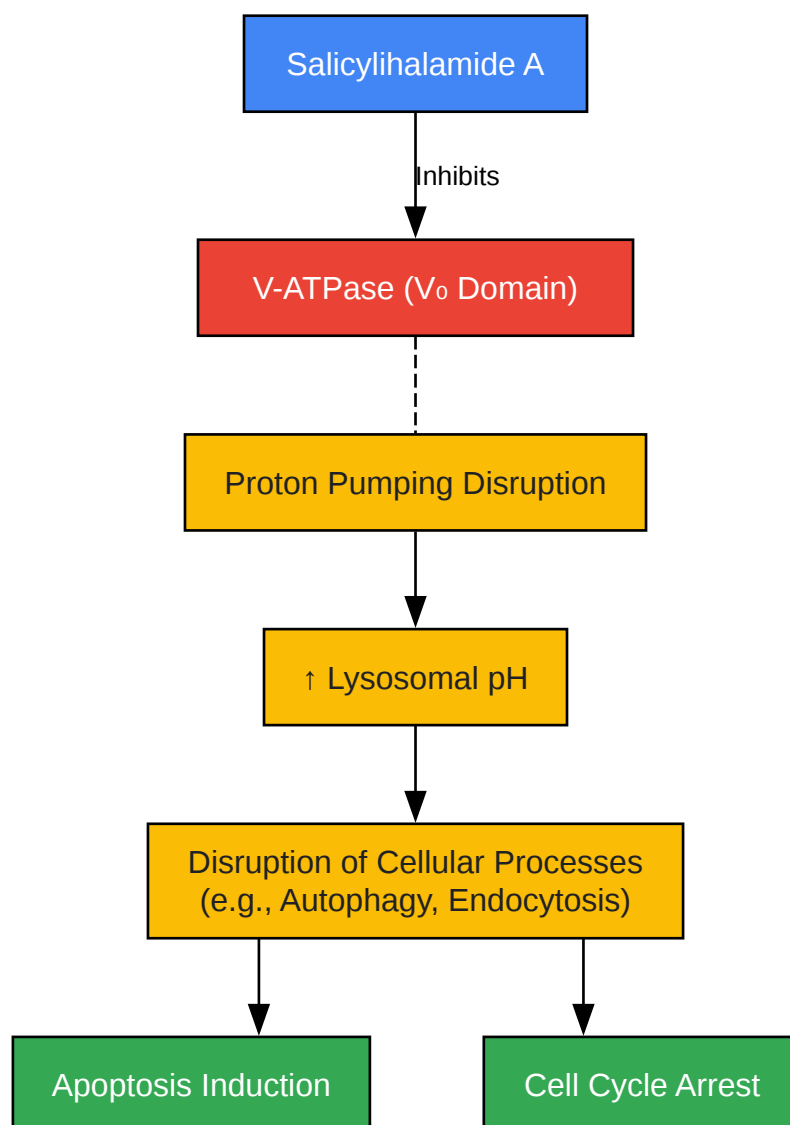 Salicylihalamide A
Inhibits
V-ATPase (V₀ Domain)
Proton Pumping Disruption
↑ Lysosomal pH
Disruption of Cellular Processes
(e.g., Autophagy, Endocytosis)
Apoptosis Induction
Cell Cycle Arrest